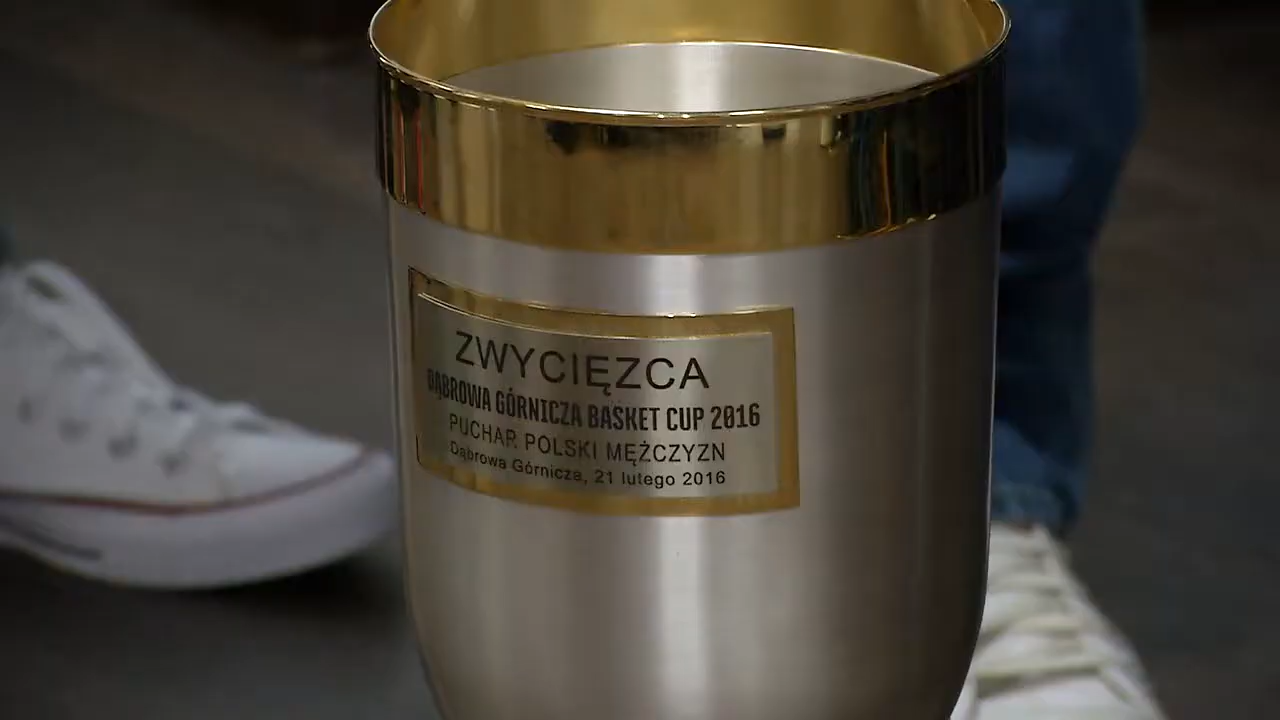 ZWYCIĘZCA
DĄBROWA GÓRNICZA BASKET CUP 2016
PUCHAR POLSKI MĘŻCZYZN
Dąbrowa Górnicza, 21 lutego 2016